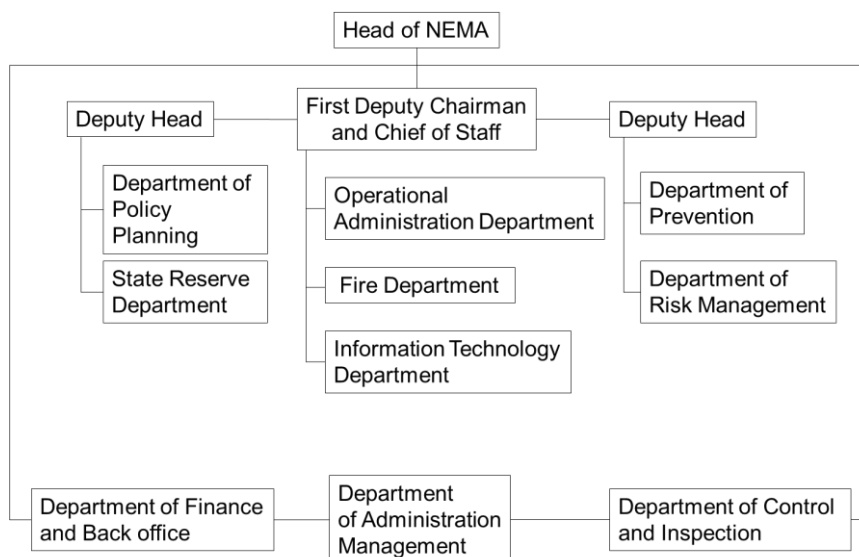 Head of NEMA
Deputy Head
First Deputy Chairman
and Chief of Staff
Deputy Head
Department of
Policy
Planning
State Reserve
Department
Operational
Administration Department
Fire Department
Information Technology
Department
Department of
Prevention
Department of
Risk Management
Department of Finance
and Back office
Department
of Administration
Management
Department of Control
and Inspection